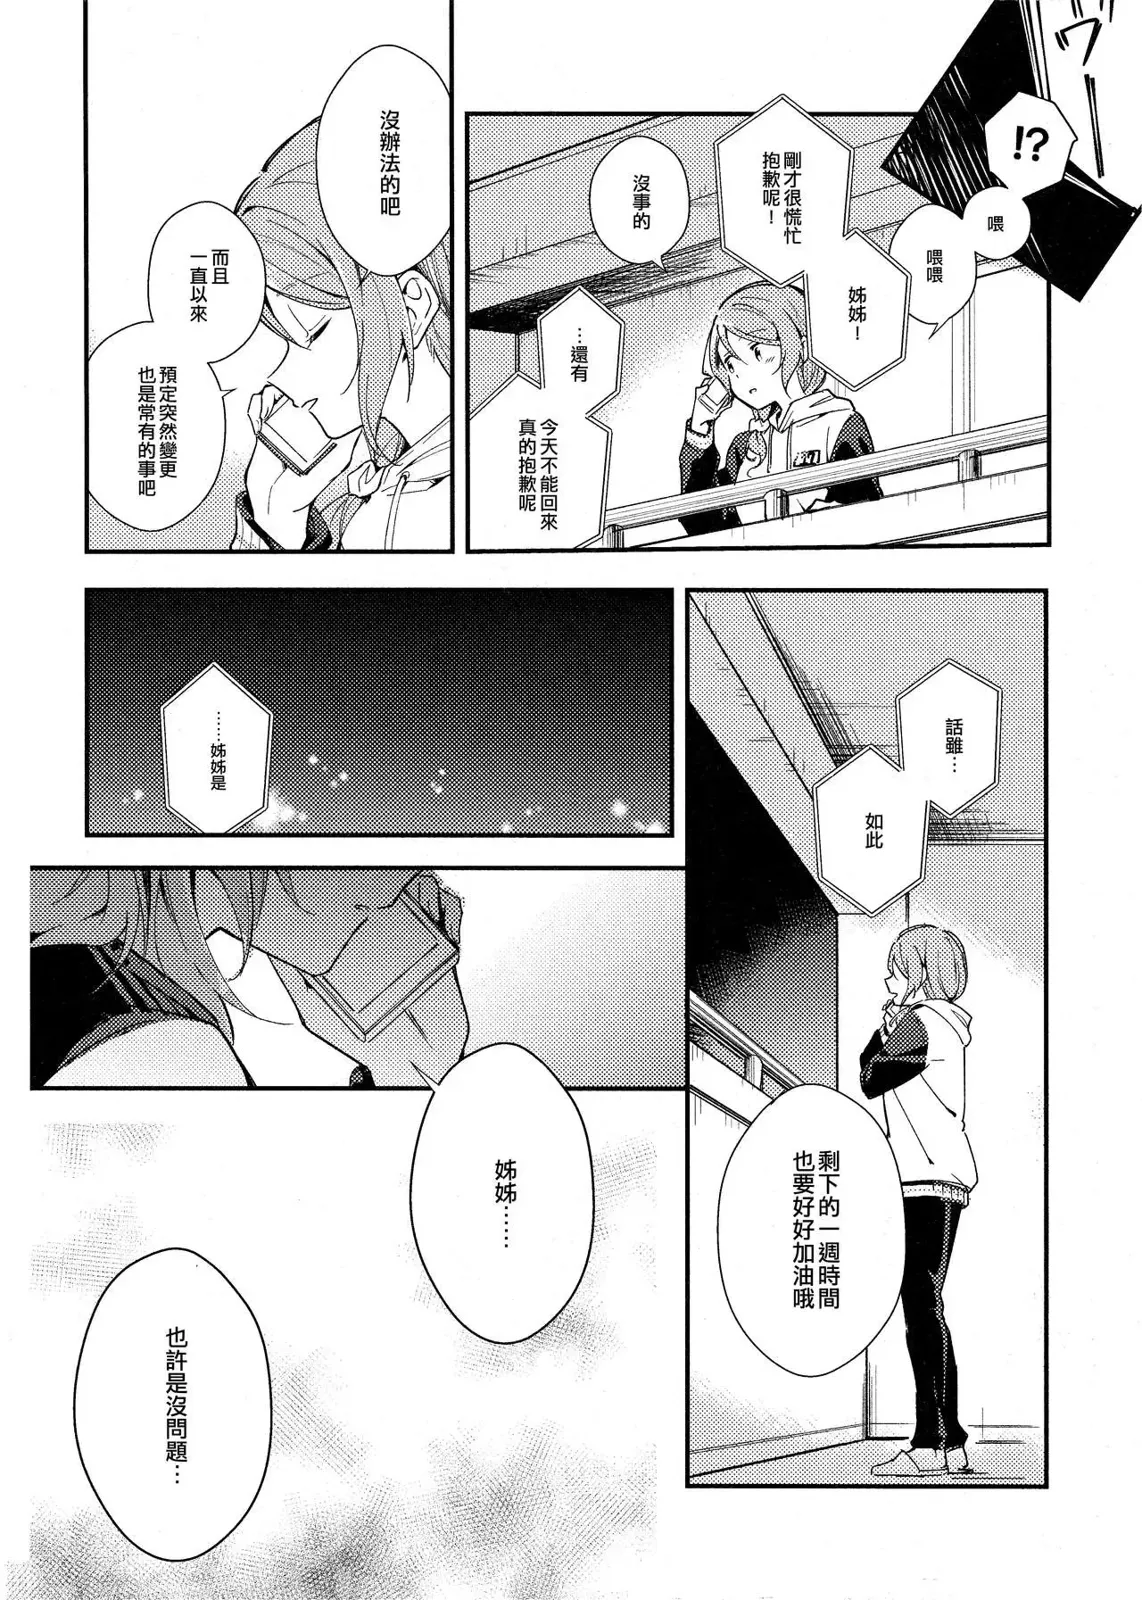 ワー
!?
喂
喂喂
姊姊！
剛才很慌忙
抱歉呢！
沒事的
…還有
今天不能回來
真的抱歉呢
沒辦法的吧
而且
一直以來
預定突然變更
也是常有的事吧
話雖…
如此
剩下的一週時間
也要好好加油哦
……姊姊是
姊姊……
也許是沒問題…